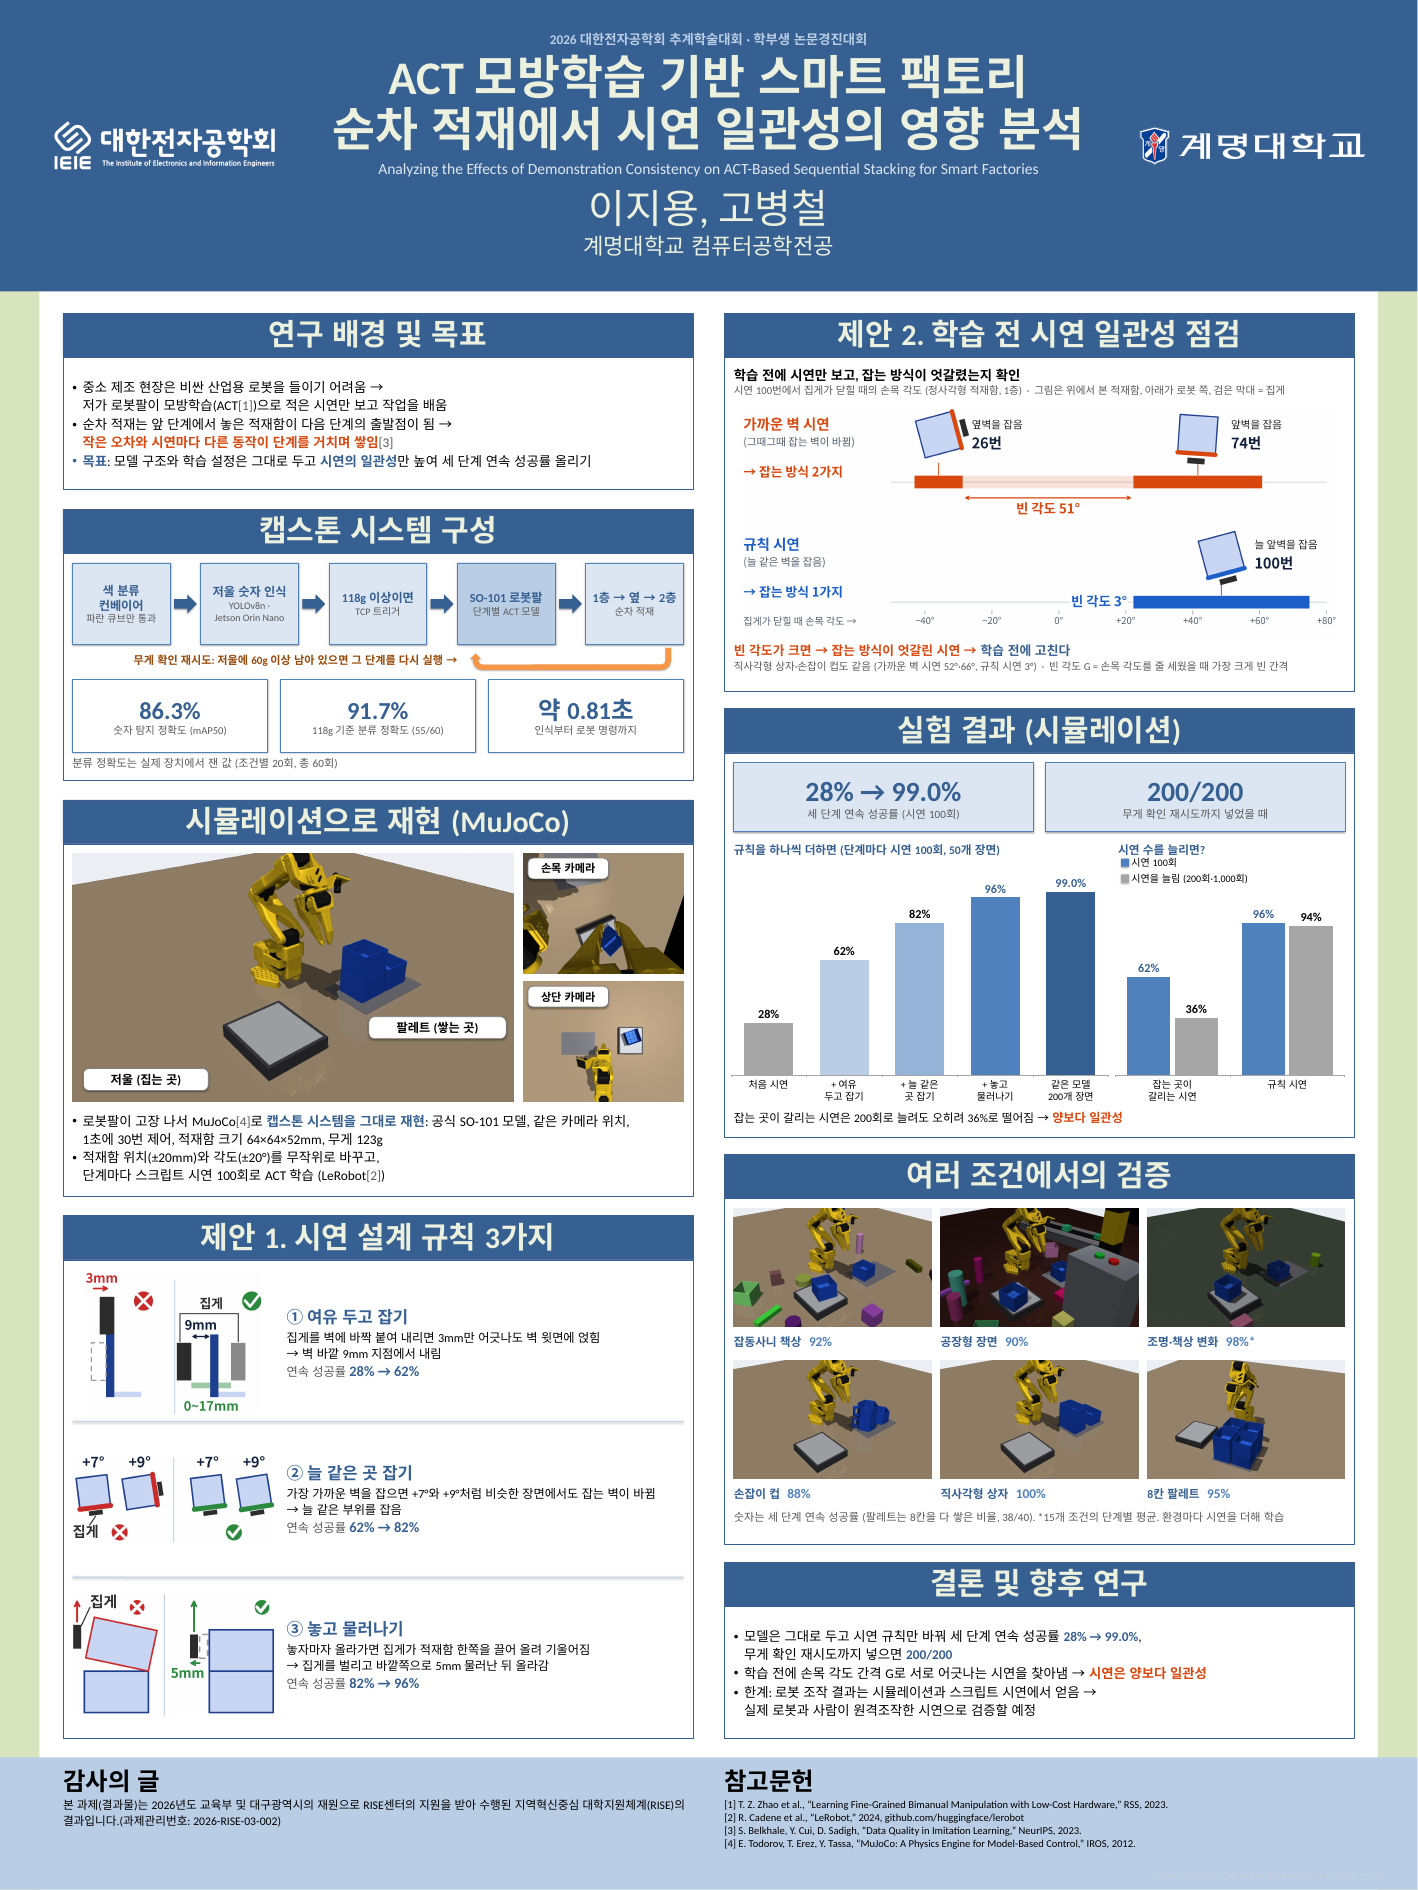 2026 대한전자공학회 추계학술대회 · 학부생 논문경진대회
ACT 모방학습 기반 스마트 팩토리
순차 적재에서 시연 일관성의 영향 분석
Analyzing the Effects of Demonstration Consistency on ACT-Based Sequential Stacking for Smart Factories
이지용, 고병철
계명대학교 컴퓨터공학전공
IEIE
대한전자공학회
The Institute of Electronics and Information Engineers
계명대학교
연구 배경 및 목표
• 중소 제조 현장은 비싼 산업용 로봇을 들이기 어려움 →
저가 로봇팔이 모방학습(ACT[1])으로 적은 시연만 보고 작업을 배움
• 순차 적재는 앞 단계에서 놓은 적재함이 다음 단계의 출발점이 됨 →
작은 오차와 시연마다 다른 동작이 단계를 거치며 쌓임[3]
• 목표: 모델 구조와 학습 설정은 그대로 두고 시연의 일관성만 높여 세 단계 연속 성공률 올리기
캡스톤 시스템 구성
색 분류
컨베이어
파란 큐브만 통과
저울 숫자 인식
YOLOv8n ·
Jetson Orin Nano
118g 이상이면
TCP 트리거
SO-101 로봇팔
단계별 ACT 모델
1층 → 옆 → 2층
순차 적재
무게 확인 재시도: 저울에 60g 이상 남아 있으면 그 단계를 다시 실행 →
86.3%
숫자 탐지 정확도 (mAP50)
91.7%
118g 기준 분류 정확도 (55/60)
약 0.81초
인식부터 로봇 명령까지
분류 정확도는 실제 장치에서 잰 값 (조건별 20회, 총 60회)
시뮬레이션으로 재현 (MuJoCo)
손목 카메라
상단 카메라
팔레트 (쌓는 곳)
저울 (집는 곳)
• 로봇팔이 고장 나서 MuJoCo[4]로 캡스톤 시스템을 그대로 재현: 공식 SO-101 모델, 같은 카메라 위치,
1초에 30번 제어, 적재함 크기 64×64×52mm, 무게 123g
• 적재함 위치(±20mm)와 각도(±20°)를 무작위로 바꾸고,
단계마다 스크립트 시연 100회로 ACT 학습 (LeRobot[2])
제안 1. 시연 설계 규칙 3가지
3mm
집게
9mm
0~17mm
① 여유 두고 잡기
집게를 벽에 바짝 붙여 내리면 3mm만 어긋나도 벽 윗면에 얹힘
→ 벽 바깥 9mm 지점에서 내림
연속 성공률 28% → 62%
+7° +9° +7° +9°
집게
② 늘 같은 곳 잡기
가장 가까운 벽을 잡으면 +7°와 +9°처럼 비슷한 장면에서도 잡는 벽이 바뀜
→ 늘 같은 부위를 잡음
연속 성공률 62% → 82%
집게
5mm
③ 놓고 물러나기
놓자마자 올라가면 집게가 적재함 한쪽을 끌어 올려 기울어짐
→ 집게를 벌리고 바깥쪽으로 5mm 물러난 뒤 올라감
연속 성공률 82% → 96%
제안 2. 학습 전 시연 일관성 점검
학습 전에 시연만 보고, 잡는 방식이 엇갈렸는지 확인
시연 100번에서 집게가 닫힐 때의 손목 각도 (정사각형 적재함, 1층) · 그림은 위에서 본 적재함, 아래가 로봇 쪽, 검은 막대 = 집게
가까운 벽 시연
(그때그때 잡는 벽이 바뀜)
→ 잡는 방식 2가지
옆벽을 잡음
26번
앞벽을 잡음
74번
빈 각도 51°
규칙 시연
(늘 같은 벽을 잡음)
→ 잡는 방식 1가지
늘 앞벽을 잡음
100번
빈 각도 3°
집게가 닫힐 때 손목 각도 →
−40° −20° 0° +20° +40° +60° +80°
빈 각도가 크면 → 잡는 방식이 엇갈린 시연 → 학습 전에 고친다
직사각형 상자·손잡이 컵도 같음 (가까운 벽 시연 52°·66°, 규칙 시연 3°) · 빈 각도 G = 손목 각도를 줄 세웠을 때 가장 크게 빈 간격
실험 결과 (시뮬레이션)
28% → 99.0%
세 단계 연속 성공률 (시연 100회)
200/200
무게 확인 재시도까지 넣었을 때
규칙을 하나씩 더하면 (단계마다 시연 100회, 50개 장면)
28%
62%
82%
96%
99.0%
처음 시연
+ 여유
두고 잡기
+ 늘 같은
곳 잡기
+ 놓고
물러나기
같은 모델
200개 장면
시연 수를 늘리면?
시연 100회
시연을 늘림 (200회·1,000회)
62%
36%
96%
94%
잡는 곳이
갈리는 시연
규칙 시연
잡는 곳이 갈리는 시연은 200회로 늘려도 오히려 36%로 떨어짐 → 양보다 일관성
여러 조건에서의 검증
잡동사니 책상 92%
공장형 장면 90%
조명·책상 변화 98%*
손잡이 컵 88%
직사각형 상자 100%
8칸 팔레트 95%
숫자는 세 단계 연속 성공률 (팔레트는 8칸을 다 쌓은 비율, 38/40). *15개 조건의 단계별 평균. 환경마다 시연을 더해 학습
결론 및 향후 연구
• 모델은 그대로 두고 시연 규칙만 바꿔 세 단계 연속 성공률 28% → 99.0%,
무게 확인 재시도까지 넣으면 200/200
• 학습 전에 손목 각도 간격 G로 서로 어긋나는 시연을 찾아냄 → 시연은 양보다 일관성
• 한계: 로봇 조작 결과는 시뮬레이션과 스크립트 시연에서 얻음 →
실제 로봇과 사람이 원격조작한 시연으로 검증할 예정
감사의 글
본 과제(결과물)는 2026년도 교육부 및 대구광역시의 재원으로 RISE센터의 지원을 받아 수행된 지역혁신중심 대학지원체계(RISE)의
결과입니다.(과제관리번호: 2026-RISE-03-002)
참고문헌
[1] T. Z. Zhao et al., “Learning Fine-Grained Bimanual Manipulation with Low-Cost Hardware,” RSS, 2023.
[2] R. Cadene et al., “LeRobot,” 2024, github.com/huggingface/lerobot
[3] S. Belkhale, Y. Cui, D. Sadigh, “Data Quality in Imitation Learning,” NeurIPS, 2023.
[4] E. Todorov, T. Erez, Y. Tassa, “MuJoCo: A Physics Engine for Model-Based Control,” IROS, 2012.